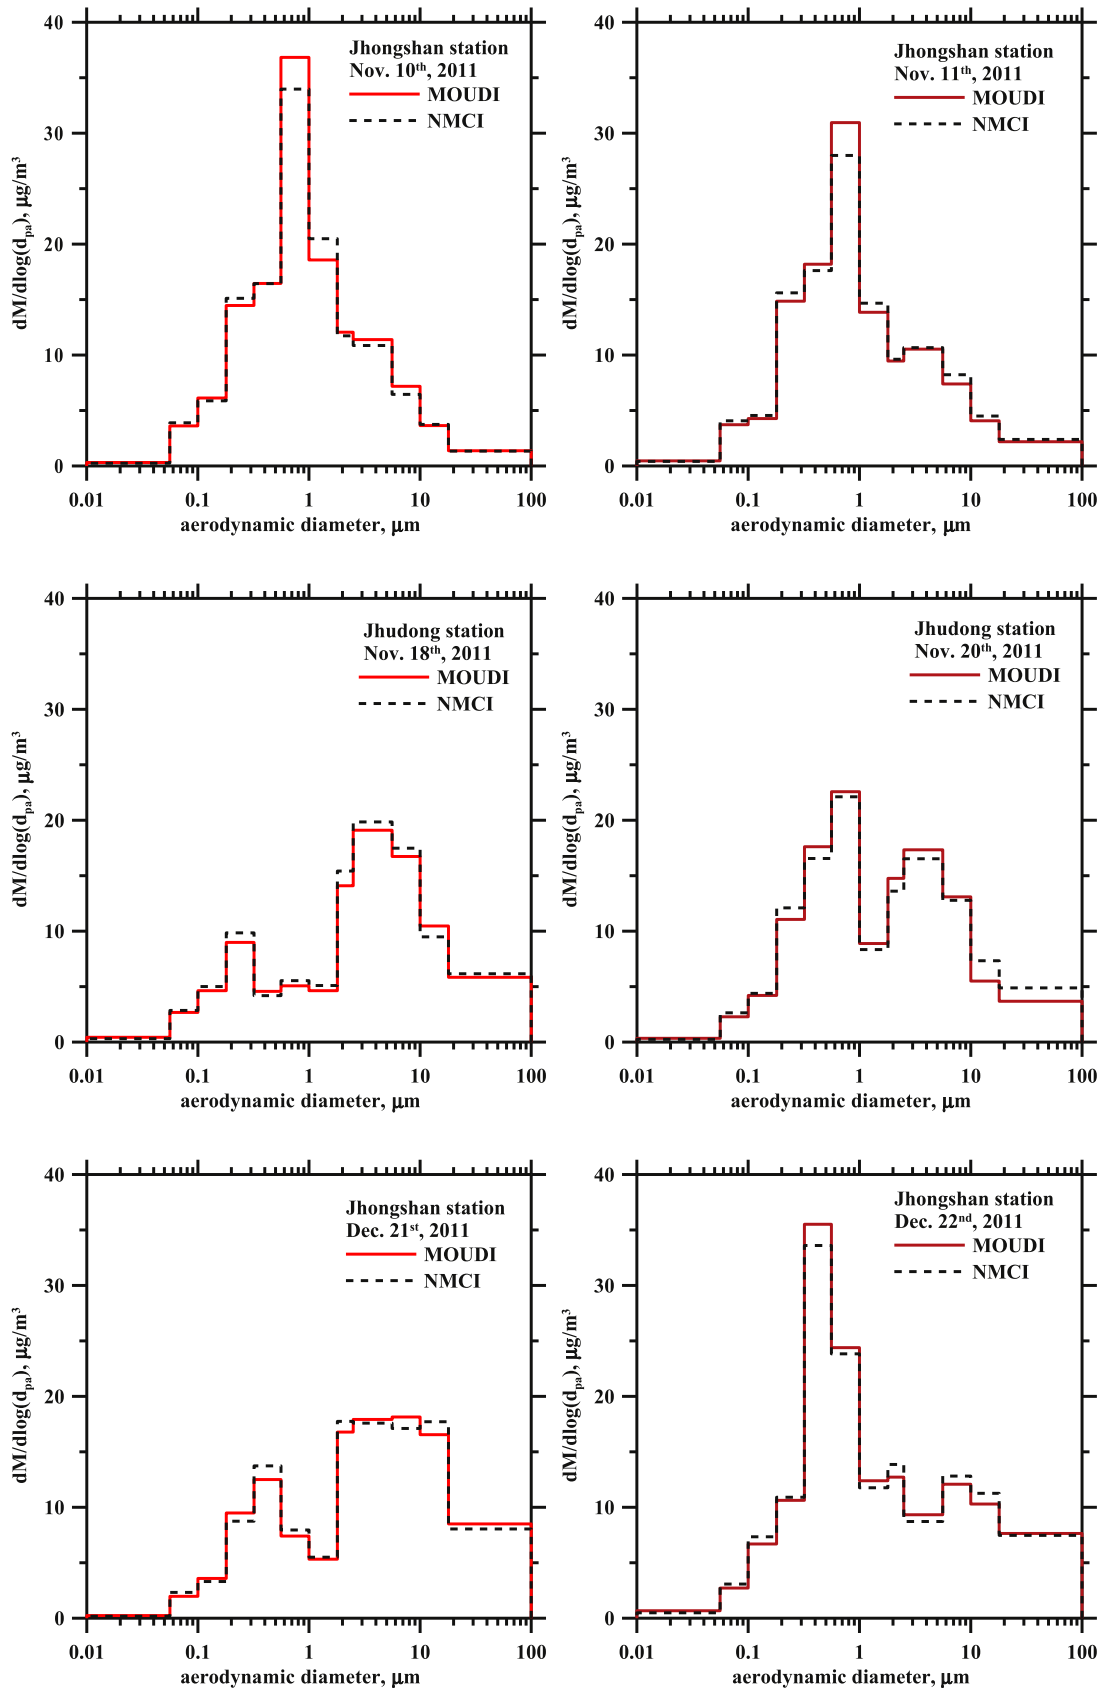 40
30
20
10
0
dM/dlog(dpa), μg/m³
Jhongshan station
Nov. 10th, 2011
MOUDI
NMCI
0.01 0.1 1 10 100
aerodynamic diameter, μm
40
30
20
10
0
dM/dlog(dpa), μg/m³
Jhongshan station
Nov. 11th, 2011
MOUDI
NMCI
0.01 0.1 1 10 100
aerodynamic diameter, μm
40
30
20
10
0
dM/dlog(dpa), μg/m³
Jhudong station
Nov. 18th, 2011
MOUDI
NMCI
0.01 0.1 1 10 100
aerodynamic diameter, μm
40
30
20
10
0
dM/dlog(dpa), μg/m³
Jhudong station
Nov. 20th, 2011
MOUDI
NMCI
0.01 0.1 1 10 100
aerodynamic diameter, μm
40
30
20
10
0
dM/dlog(dpa), μg/m³
Jhongshan station
Dec. 21st, 2011
MOUDI
NMCI
0.01 0.1 1 10 100
aerodynamic diameter, μm
40
30
20
10
0
dM/dlog(dpa), μg/m³
Jhongshan station
Dec. 22nd, 2011
MOUDI
NMCI
0.01 0.1 1 10 100
aerodynamic diameter, μm